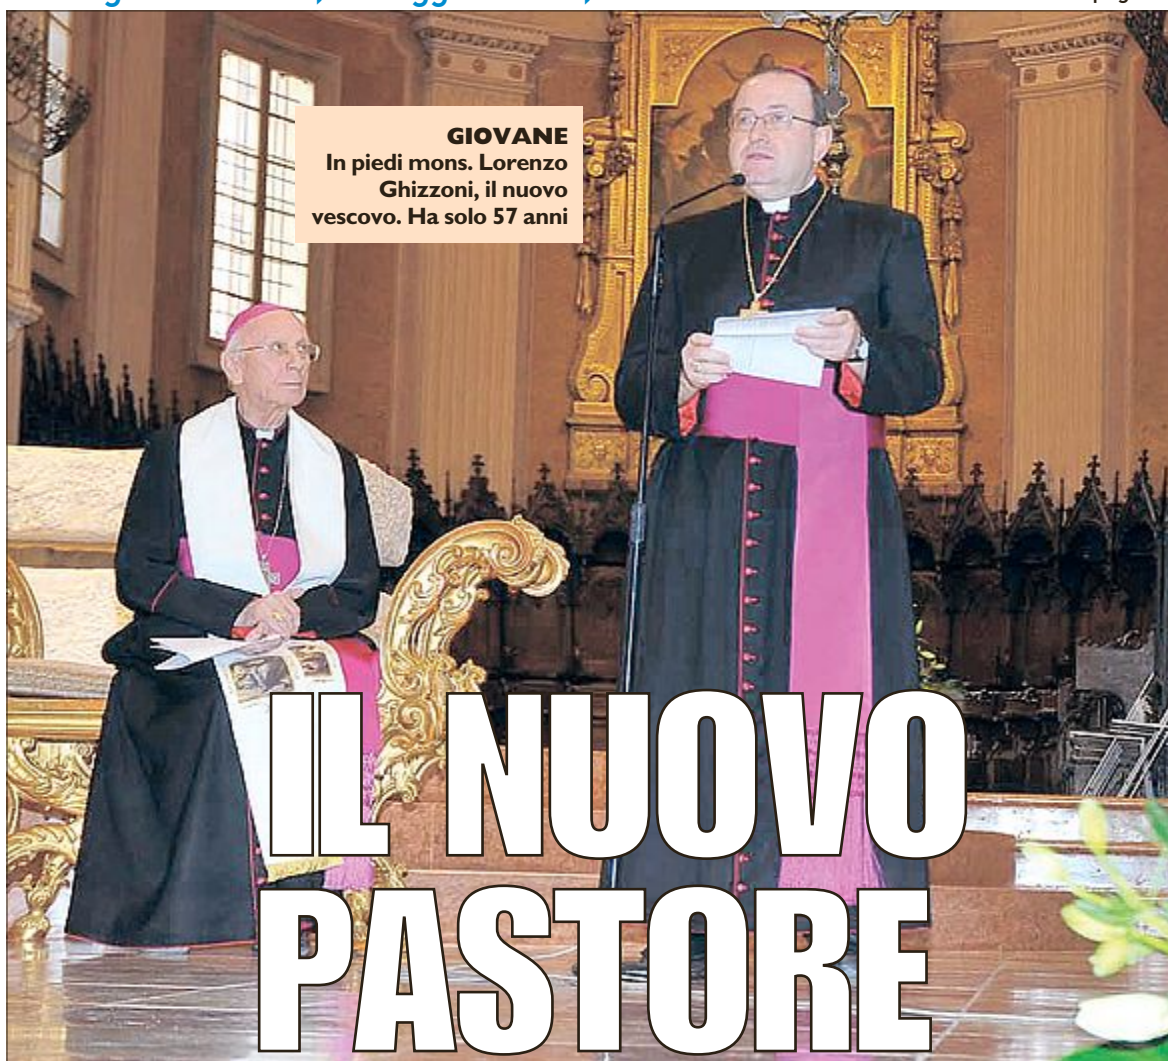 GIOVANE
In piedi mons. Lorenzo
Ghizzoni, il nuovo
vescovo. Ha solo 57 anni
IL NUOVO
PASTORE